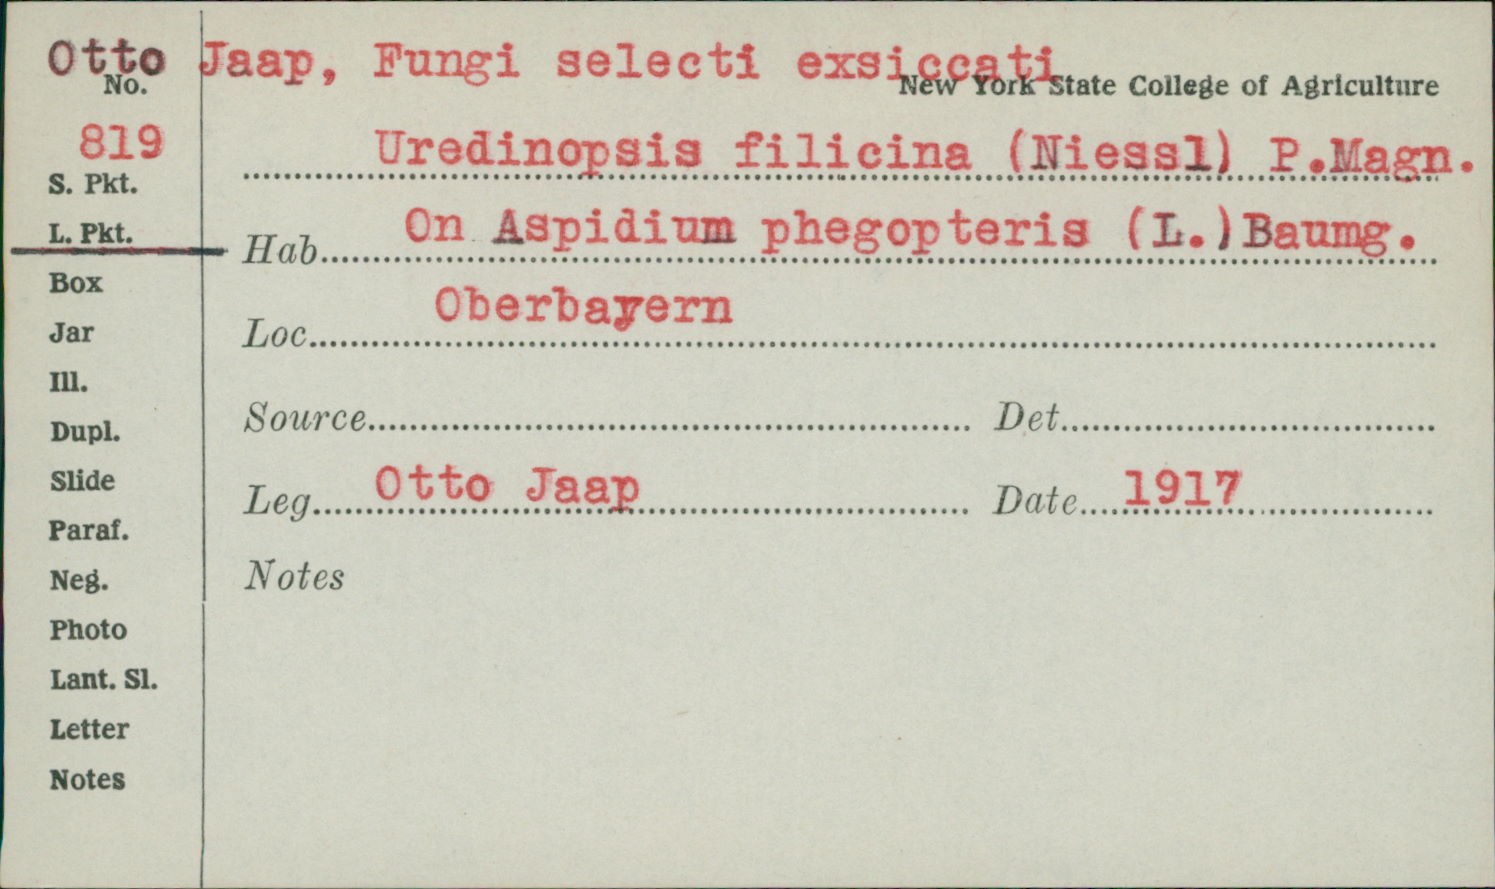 Otto Jaap, Fungi selecti exsiccati
No. New York State College of Agriculture
819
Uredinopsis filicina (Niessl) P.Magn.
S. Pkt.
L. Pkt.
Hab. On Aspidium phegopteris (L.)Baumg.
Box
Loc. Oberbayern
Jar
Ill.
Source Det.
Dupl.
Slide
Leg. Otto Jaap Date 1917
Paraf.
Neg.
Notes
Photo
Lant. Sl.
Letter
Notes